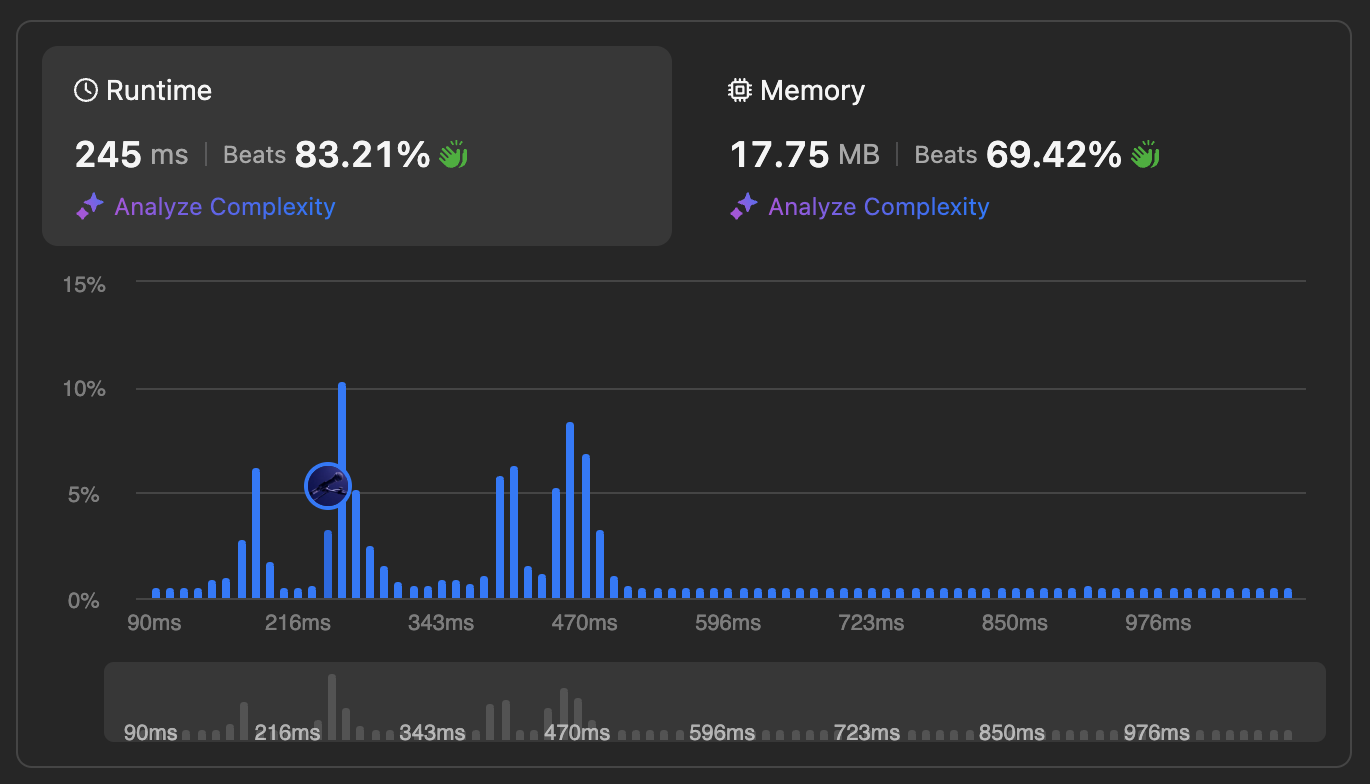 Runtime
245 ms | Beats 83.21%
Analyze Complexity
Memory
17.75 MB | Beats 69.42%
Analyze Complexity
15%
10%
5%
0%
90ms 216ms 343ms 470ms 596ms 723ms 850ms 976ms
90ms 216ms 343ms 470ms 596ms 723ms 850ms 976ms